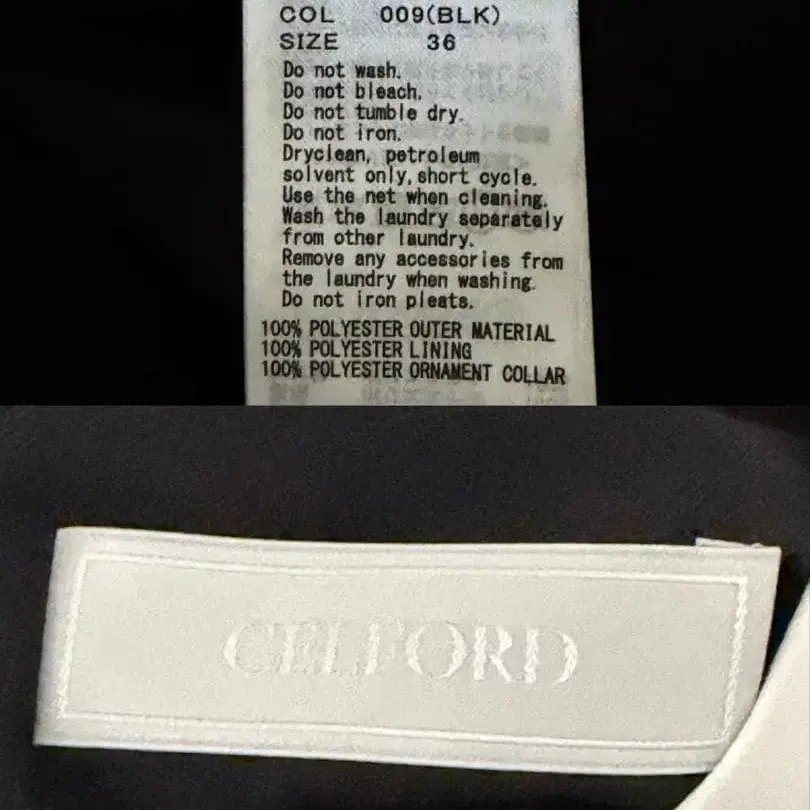 COL 009(BLK)
SIZE 36
Do not wash.
Do not bleach.
Do not tumble dry.
Do not iron.
Dryclean, petroleum
solvent only, short cycle.
Use the net when cleaning.
Wash the laundry separately
from other laundry.
Remove any accessories from
the laundry when washing.
Do not iron pleats.
100% POLYESTER OUTER MATERIAL
100% POLYESTER LINING
100% POLYESTER ORNAMENT COLLAR
CELFORD